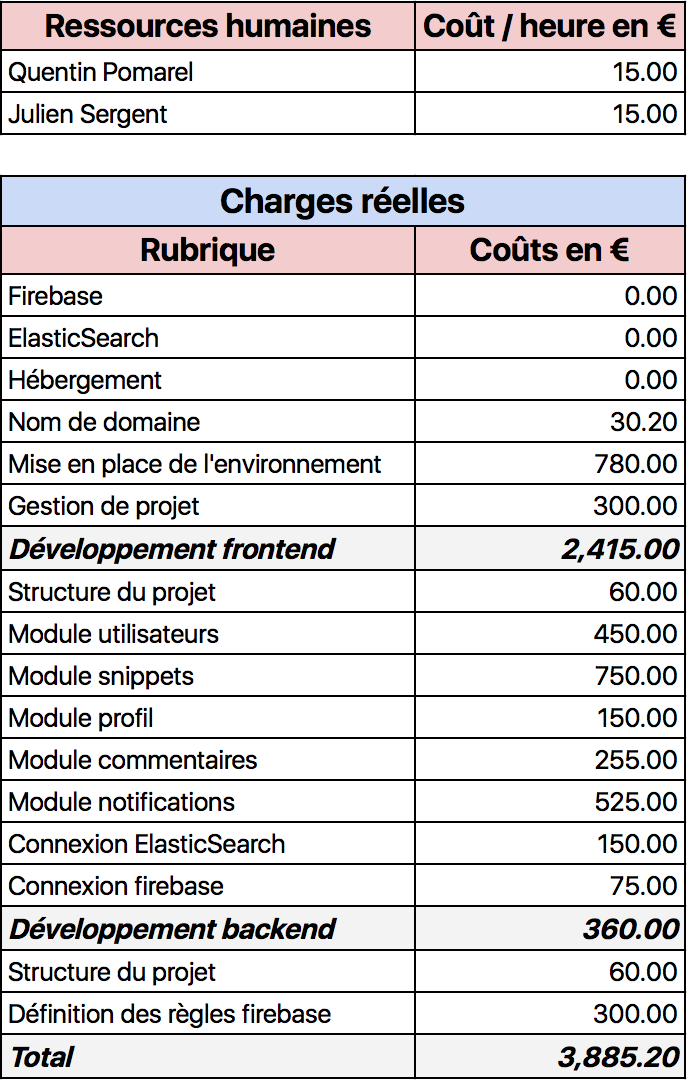 Ressources humaines Coût / heure en €
Quentin Pomarel 15.00
Julien Sergent 15.00
Charges réelles
Rubrique Coûts en €
Firebase 0.00
ElasticSearch 0.00
Hébergement 0.00
Nom de domaine 30.20
Mise en place de l'environnement 780.00
Gestion de projet 300.00
Développement frontend 2,415.00
Structure du projet 60.00
Module utilisateurs 450.00
Module snippets 750.00
Module profil 150.00
Module commentaires 255.00
Module notifications 525.00
Connexion ElasticSearch 150.00
Connexion firebase 75.00
Développement backend 360.00
Structure du projet 60.00
Définition des règles firebase 300.00
Total 3,885.20